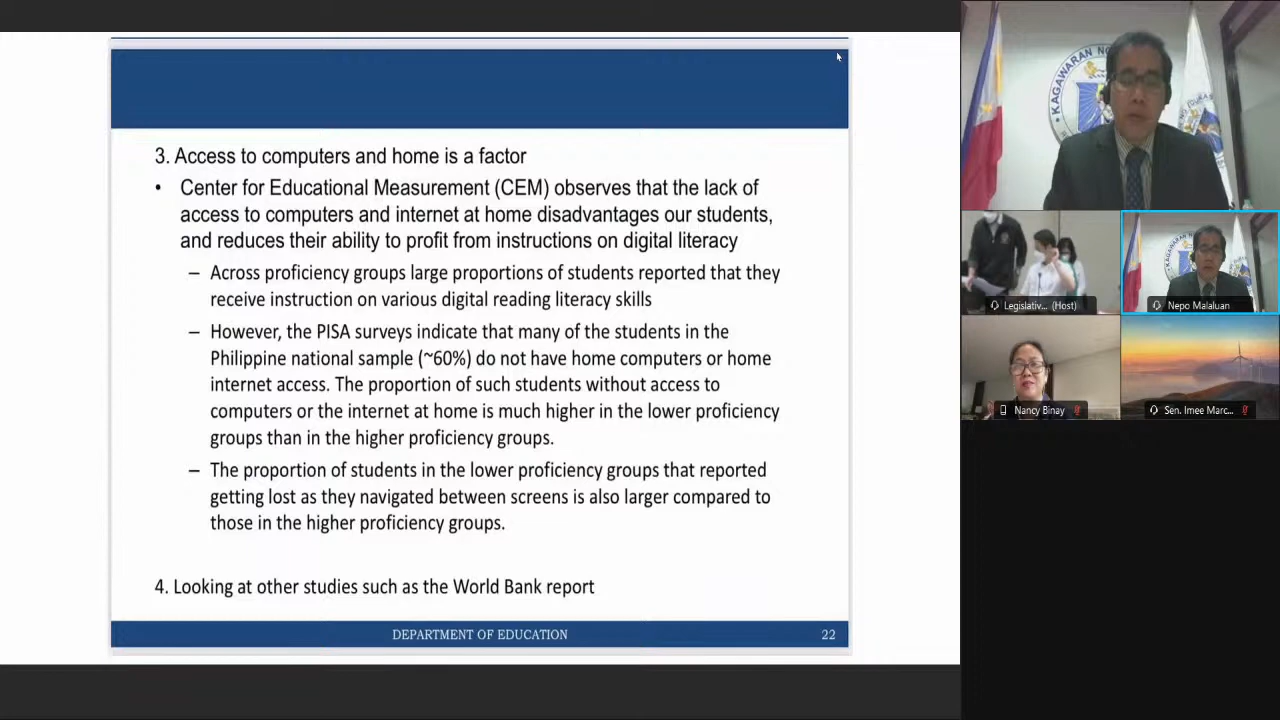 3. Access to computers and home is a factor
• Center for Educational Measurement (CEM) observes that the lack of
access to computers and internet at home disadvantages our students,
and reduces their ability to profit from instructions on digital literacy
– Across proficiency groups large proportions of students reported that they
receive instruction on various digital reading literacy skills
– However, the PISA surveys indicate that many of the students in the
Philippine national sample (~60%) do not have home computers or home
internet access. The proportion of such students without access to
computers or the internet at home is much higher in the lower proficiency
groups than in the higher proficiency groups.
– The proportion of students in the lower proficiency groups that reported
getting lost as they navigated between screens is also larger compared to
those in the higher proficiency groups.
4. Looking at other studies such as the World Bank report
DEPARTMENT OF EDUCATION 22
KAGAWARAN NG
Legislativ... (Host)
Nepo Malaluan
Nancy Binay
Sen. Imee Marc...